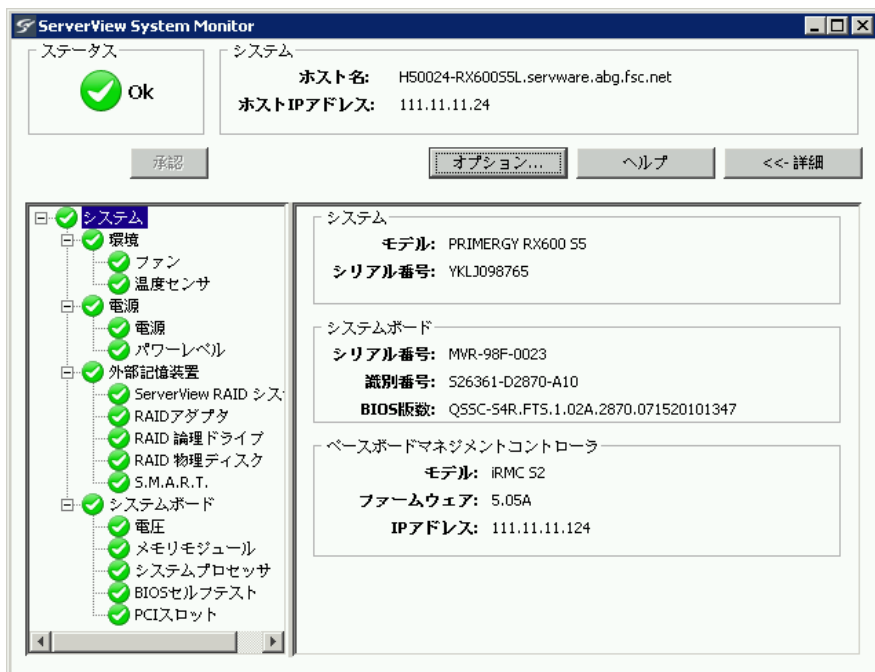 ServerView System Monitor
ステータス
Ok
システム
ホスト名: H50024-RX600S5L.servware.abg.fsc.net
ホストIPアドレス: 111.11.11.24
承認
オプション...
ヘルプ
<<- 詳細
システム
環境
ファン
温度センサ
電源
電源
パワーレベル
外部記憶装置
ServerView RAID シス
RAIDアダプタ
RAID 論理ドライブ
RAID 物理ディスク
S.M.A.R.T.
システムボード
電圧
メモリモジュール
システムプロセッサ
BIOSセルフテスト
PCIスロット
システム
モデル: PRIMERGY RX600 S5
シリアル番号: YKLJ098765
システムボード
シリアル番号: MVR-98F-0023
識別番号: S26361-D2870-A10
BIOS版数: QSSC-S4R.FTS.1.02A.2870.071520101347
ベースボードマネジメントコントローラ
モデル: iRMC S2
ファームウェア: 5.05A
IPアドレス: 111.11.11.124